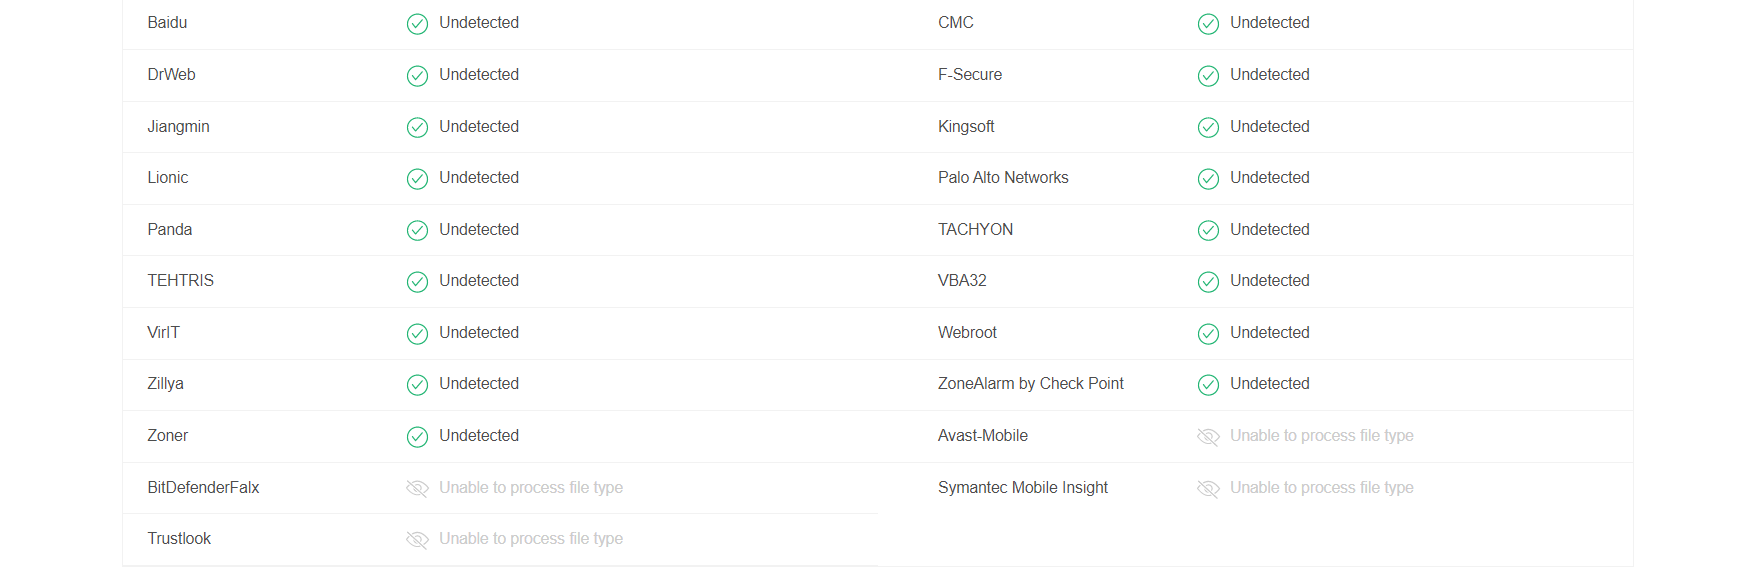 Baidu Undetected CMC Undetected
DrWeb Undetected F-Secure Undetected
Jiangmin Undetected Kingsoft Undetected
Lionic Undetected Palo Alto Networks Undetected
Panda Undetected TACHYON Undetected
TEHTRIS Undetected VBA32 Undetected
VirIT Undetected Webroot Undetected
Zillya Undetected ZoneAlarm by Check Point Undetected
Zoner Undetected Avast-Mobile Unable to process file type
BitDefenderFalx Unable to process file type Symantec Mobile Insight Unable to process file type
Trustlook Unable to process file type